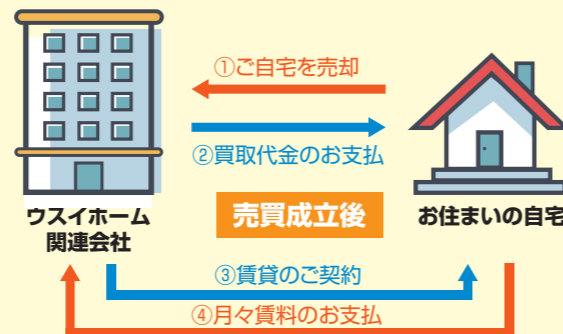 ①ご自宅を売却
②買取代金のお支払
ウスイホーム
関連会社
売買成立後
お住まいの自宅
③賃貸のご契約
④月々賃料のお支払